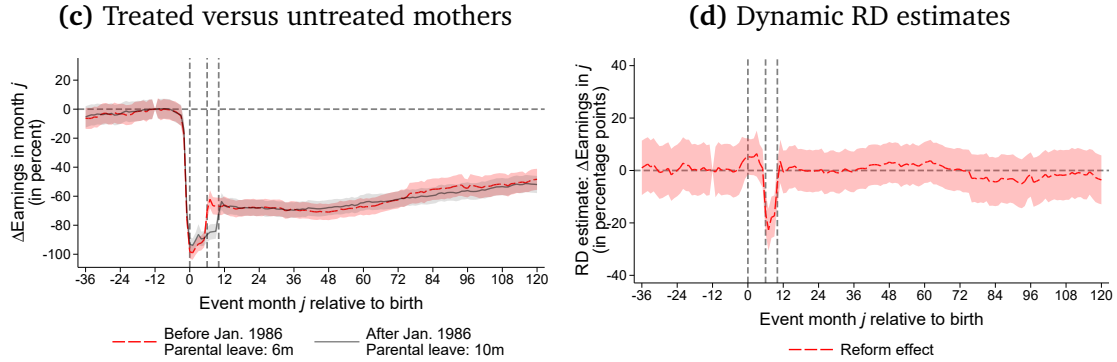 (c) Treated versus untreated mothers
ΔEarnings in month j
(in percent)
20
0
-20
-40
-60
-80
-100
-36 -24 -12 0 12 24 36 48 60 72 84 96 108 120
Event month j relative to birth
Before Jan. 1986
Parental leave: 6m
After Jan. 1986
Parental leave: 10m
(d) Dynamic RD estimates
RD estimate: ΔEarnings in j
(in percentage points)
40
20
0
-20
-40
-36 -24 -12 0 12 24 36 48 60 72 84 96 108 120
Event month j relative to birth
Reform effect